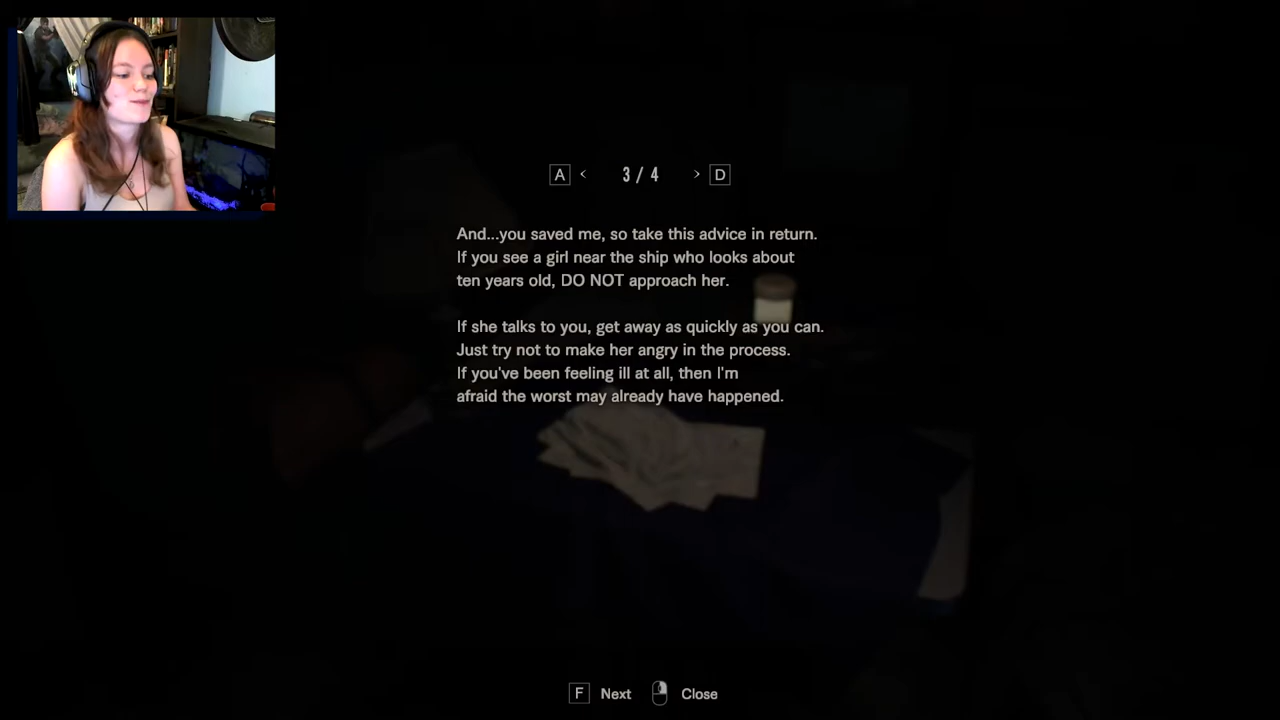 A < 3 / 4 > D
And...you saved me, so take this advice in return.
If you see a girl near the ship who looks about
ten years old, DO NOT approach her.
If she talks to you, get away as quickly as you can.
Just try not to make her angry in the process.
If you've been feeling ill at all, then I'm
afraid the worst may already have happened.
F Next Close